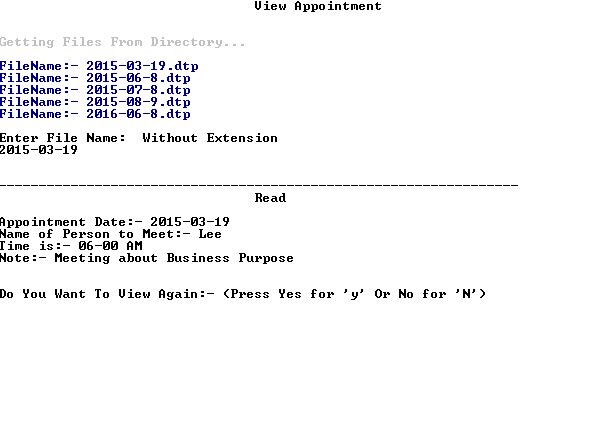 View Appointment
Getting Files From Directory...
FileName:- 2015-03-19.dtp
FileName:- 2015-06-8.dtp
FileName:- 2015-07-8.dtp
FileName:- 2015-08-9.dtp
FileName:- 2016-06-8.dtp
Enter File Name:  Without Extension
2015-03-19
__________________________________________________________________
Read
Appointment Date:- 2015-03-19
Name of Person to Meet:- Lee
Time is:- 06-00 AM
Note:- Meeting about Business Purpose
Do You Want To View Again:- (Press Yes for 'y' Or No for 'N')